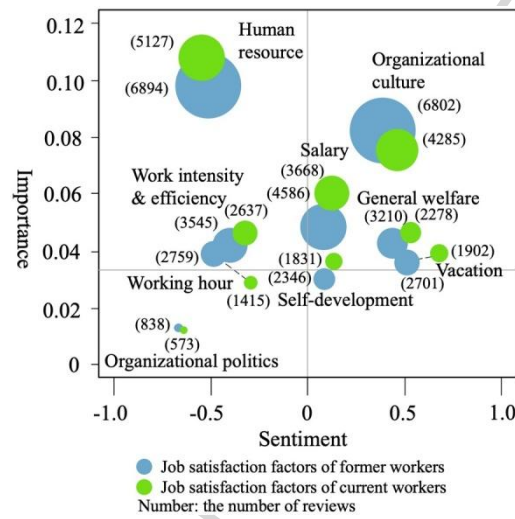 0.12
0.10
0.08
0.06
0.04
0.02
0
Importance
Human
resource
(5127)
(6894)
Organizational
culture
(6802)
(4285)
Salary
(3668)
(4586)
Work intensity
& efficiency
(2637)
(3545)
(2759)
General welfare
(3210)
(2278)
(1902)
Vacation
(2701)
(1831)
(2346)
Self-development
Working hour
(1415)
(838)
(573)
Organizational politics
-1.0
-0.5
0
0.5
1.0
Sentiment
Job satisfaction factors of former workers
Job satisfaction factors of current workers
Number: the number of reviews